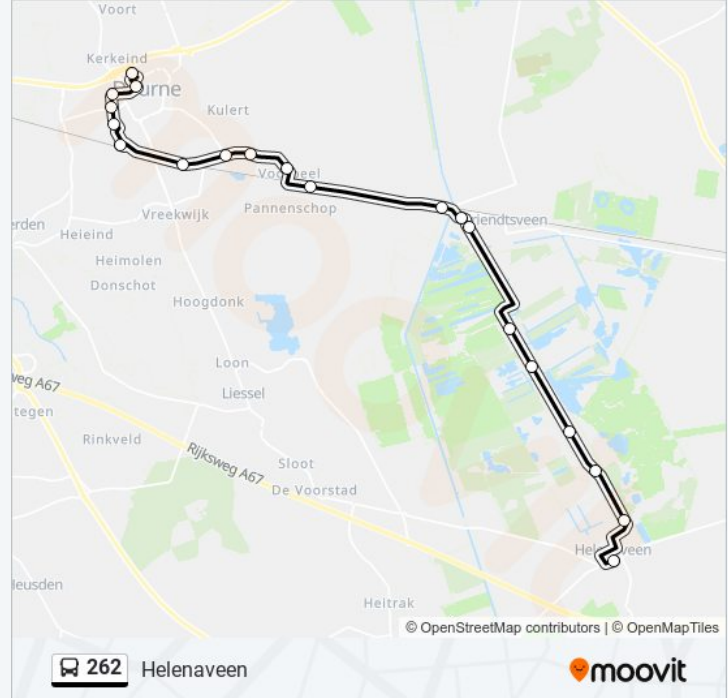 Voort
Kerkeind
Kulert
Vreekwijk
Pannenschop
Heieind
Heimolen
Donschot
Hoogdonk
Loon
Liessel
Rijksweg A67
Rinkveld
Sloot
De Voorstad
Heitrak
© OpenStreetMap contributors | © OpenMapTiles
262 Helenaveen
moovit